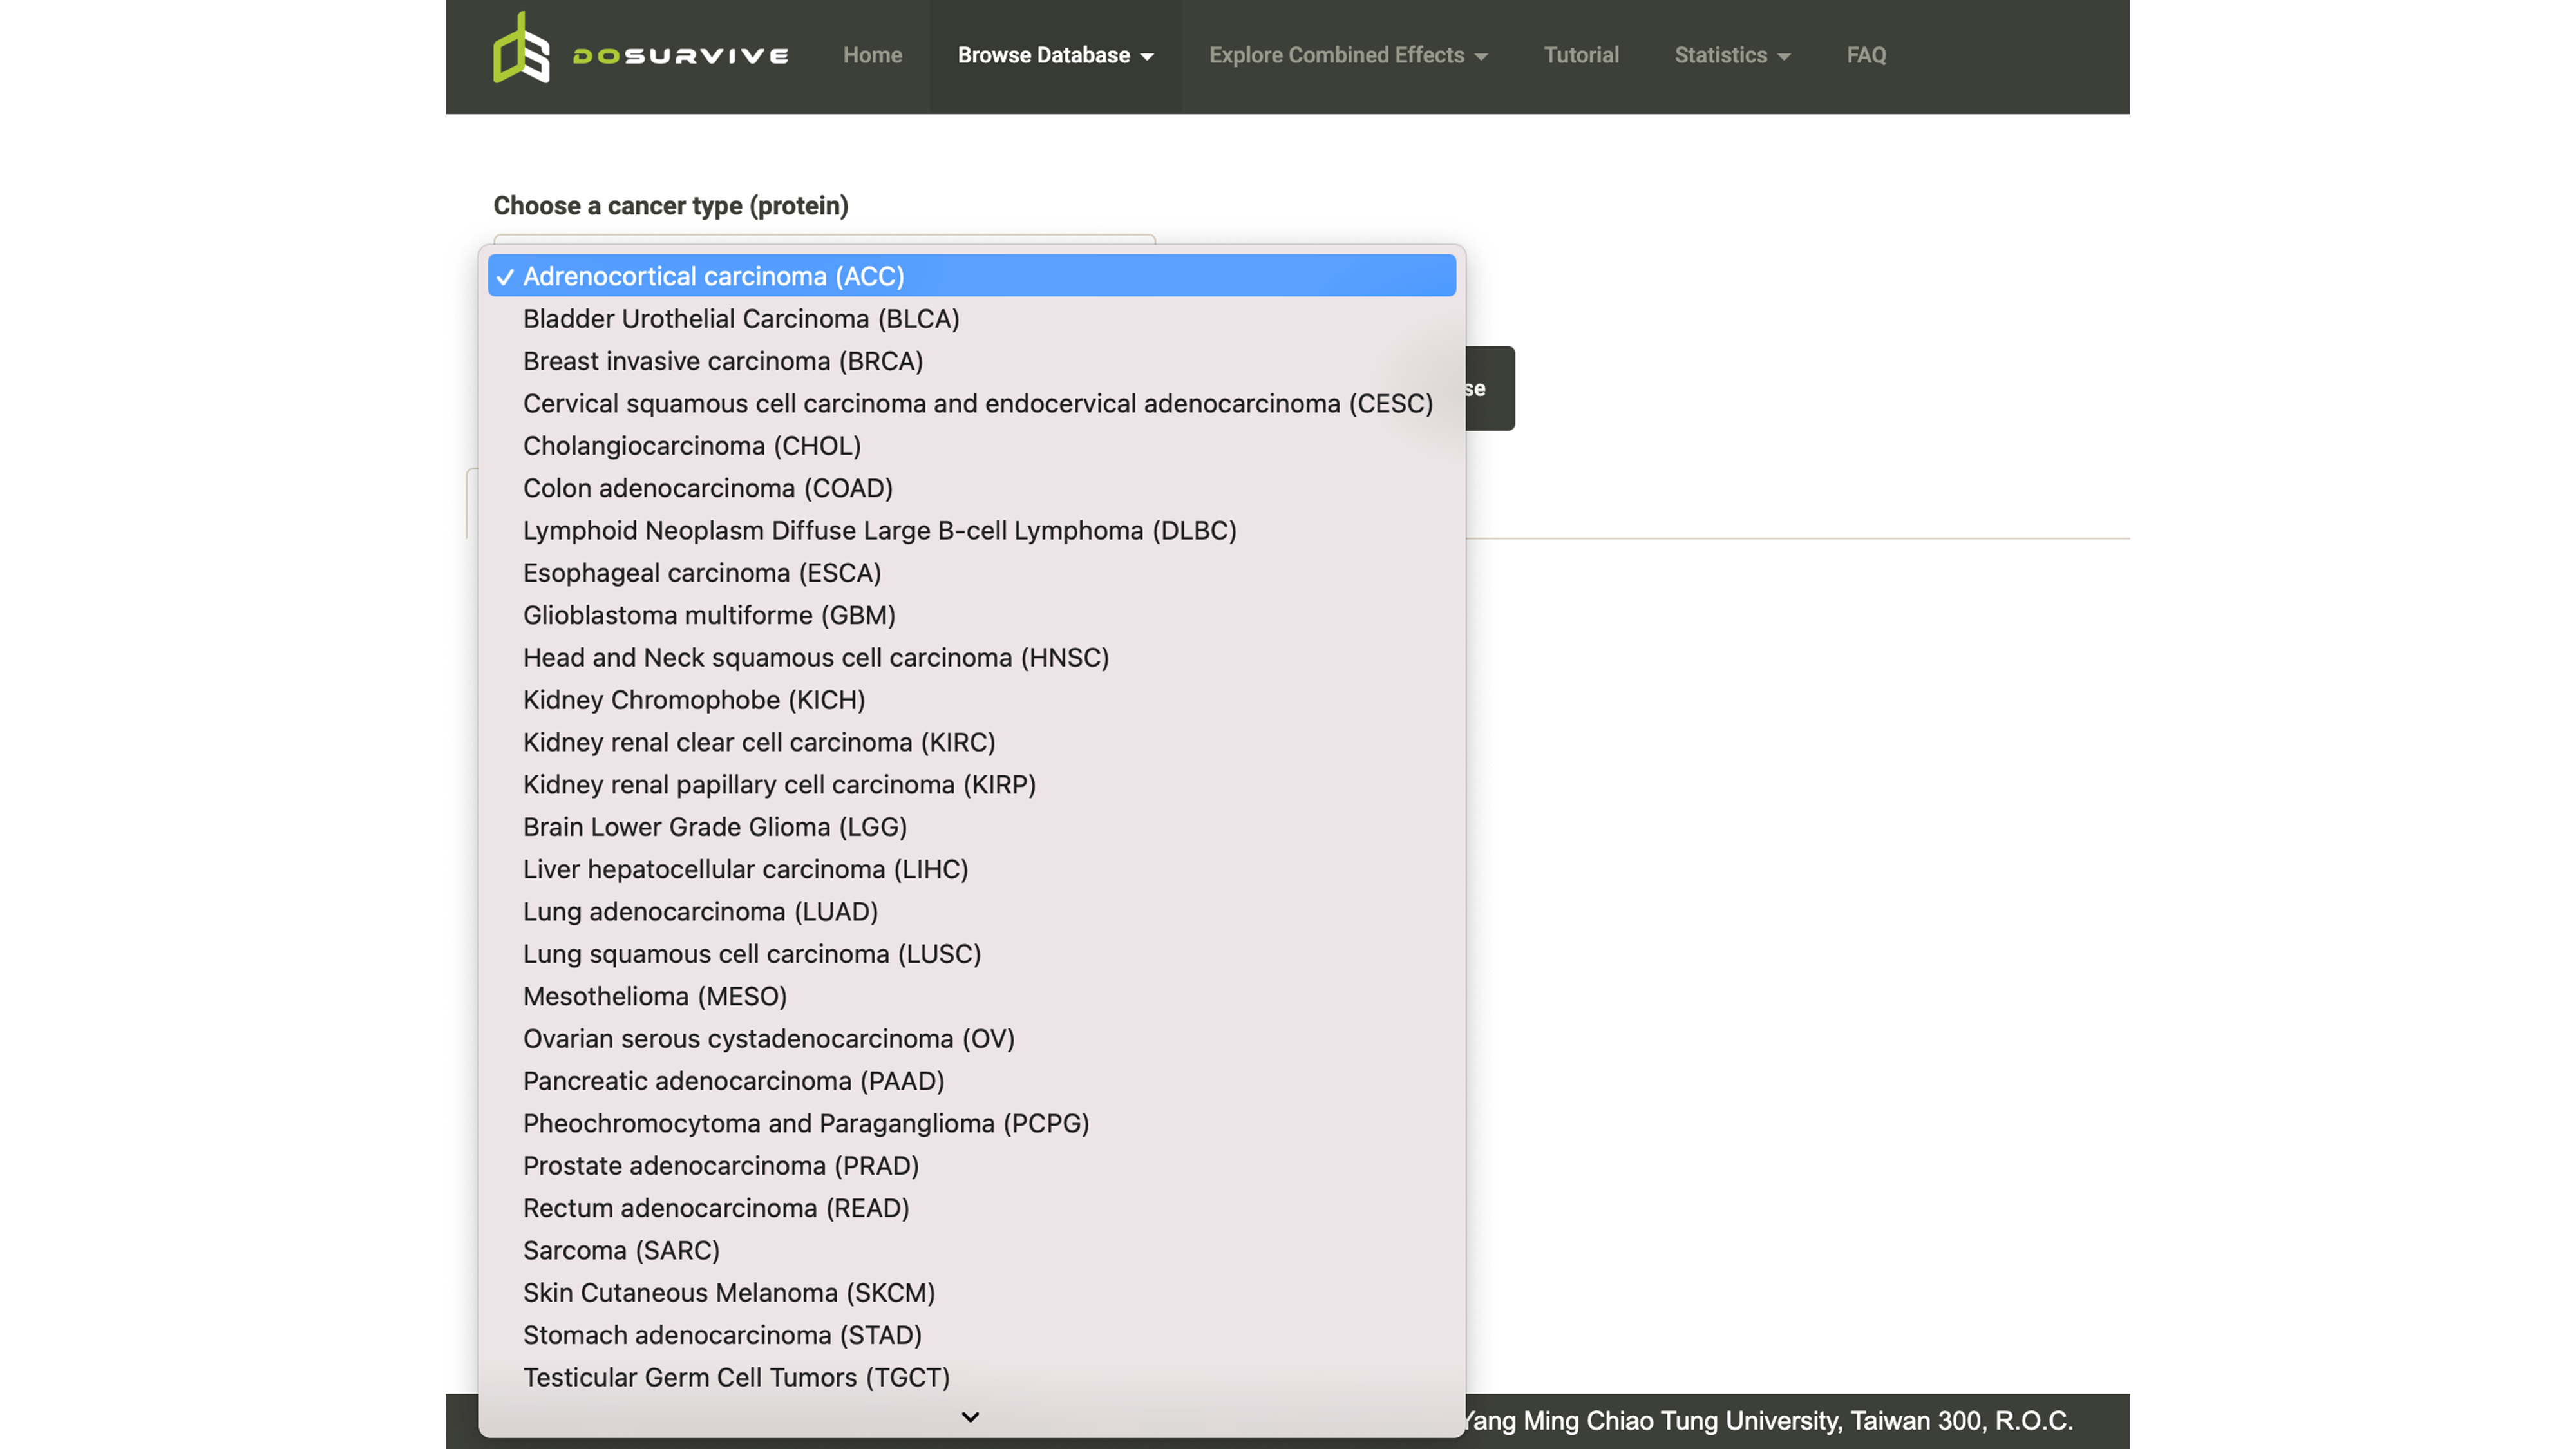 DOSURVIVE Home Browse Database Explore Combined Effects Tutorial Statistics FAQ
Choose a cancer type (protein)
✓ Adrenocortical carcinoma (ACC)
Bladder Urothelial Carcinoma (BLCA)
Breast invasive carcinoma (BRCA)
Cervical squamous cell carcinoma and endocervical adenocarcinoma (CESC)
se
Cholangiocarcinoma (CHOL)
Colon adenocarcinoma (COAD)
Lymphoid Neoplasm Diffuse Large B-cell Lymphoma (DLBC)
Esophageal carcinoma (ESCA)
Glioblastoma multiforme (GBM)
Head and Neck squamous cell carcinoma (HNSC)
Kidney Chromophobe (KICH)
Kidney renal clear cell carcinoma (KIRC)
Kidney renal papillary cell carcinoma (KIRP)
Brain Lower Grade Glioma (LGG)
Liver hepatocellular carcinoma (LIHC)
Lung adenocarcinoma (LUAD)
Lung squamous cell carcinoma (LUSC)
Mesothelioma (MESO)
Ovarian serous cystadenocarcinoma (OV)
Pancreatic adenocarcinoma (PAAD)
Pheochromocytoma and Paraganglioma (PCPG)
Prostate adenocarcinoma (PRAD)
Rectum adenocarcinoma (READ)
Sarcoma (SARC)
Skin Cutaneous Melanoma (SKCM)
Stomach adenocarcinoma (STAD)
Testicular Germ Cell Tumors (TGCT)
Yang Ming Chiao Tung University, Taiwan 300, R.O.C.